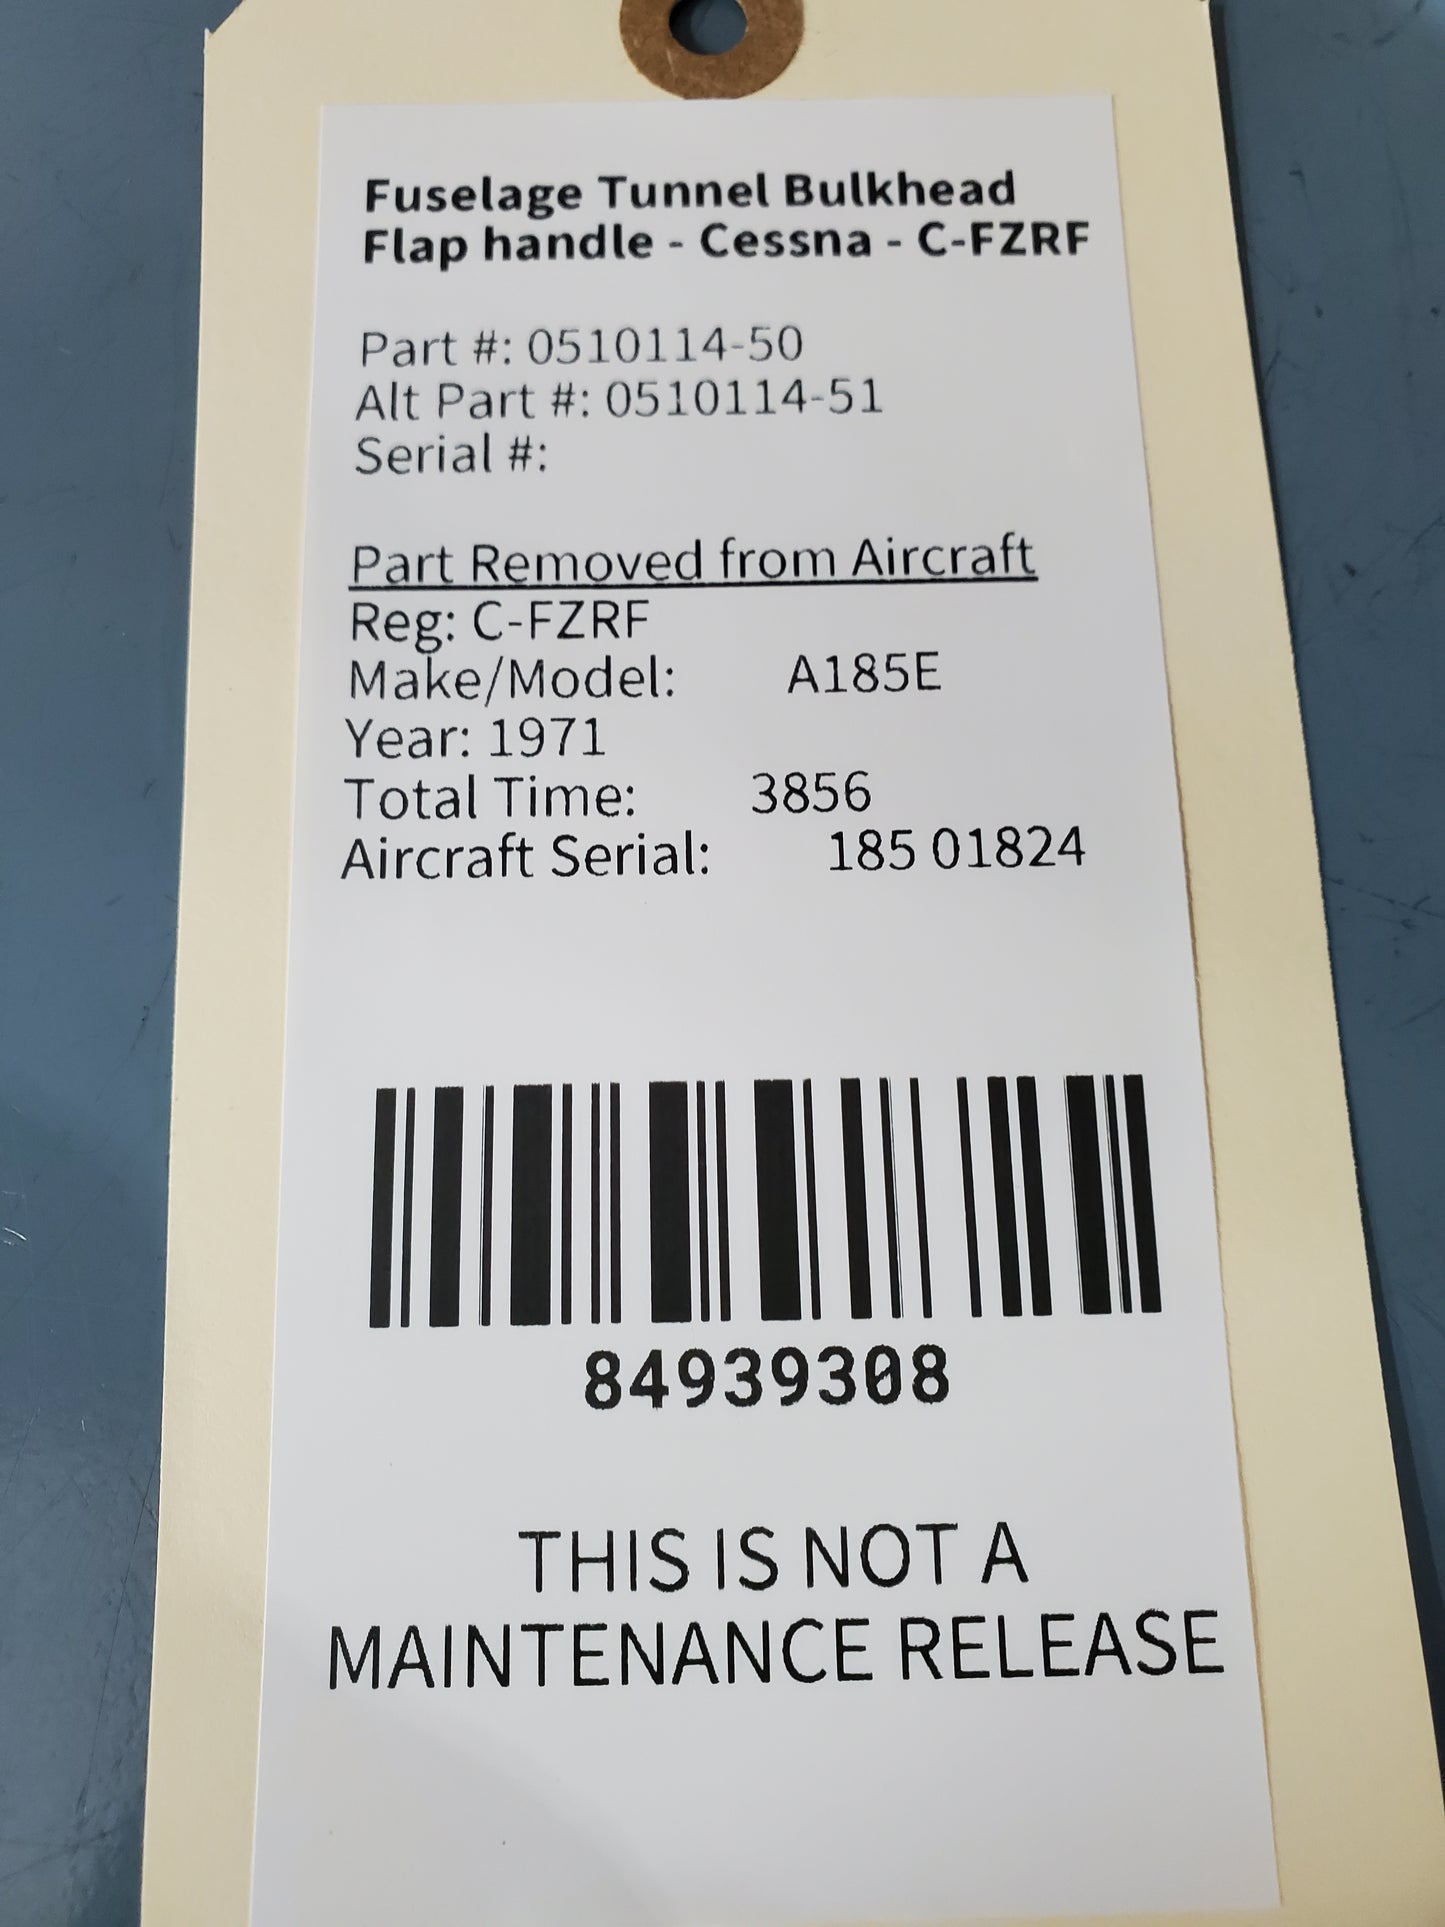 Fuselage Tunnel Bulkhead
Flap handle - Cessna - C-FZRF
Part #: 0510114-50
Alt Part #: 0510114-51
Serial #:
Part Removed from Aircraft
Reg: C-FZRF
Make/Model: A185E
Year: 1971
Total Time: 3856
Aircraft Serial: 185 01824
84939308
THIS IS NOT A
MAINTENANCE RELEASE